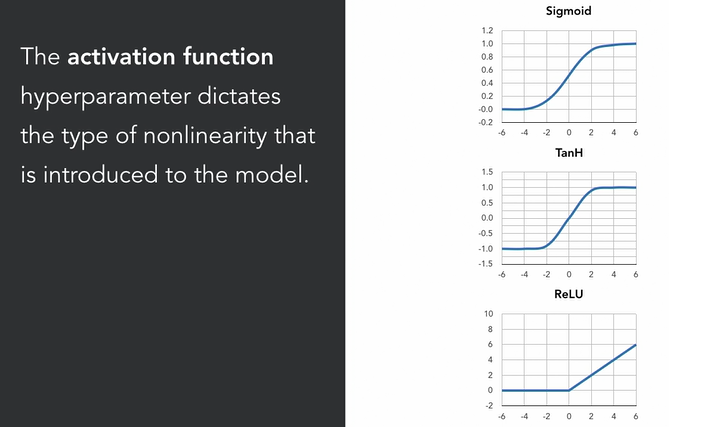 The activation function
hyperparameter dictates
the type of nonlinearity that
is introduced to the model.
Sigmoid
1.2
1.0
0.8
0.6
0.4
0.2
-0.0
-0.2
-6 -4 -2 0 2 4 6
TanH
1.5
1.0
0.5
0.0
-0.5
-1.0
-1.5
-6 -4 -2 0 2 4 6
ReLU
10
8
6
4
2
0
-2
-6 -4 -2 0 2 4 6